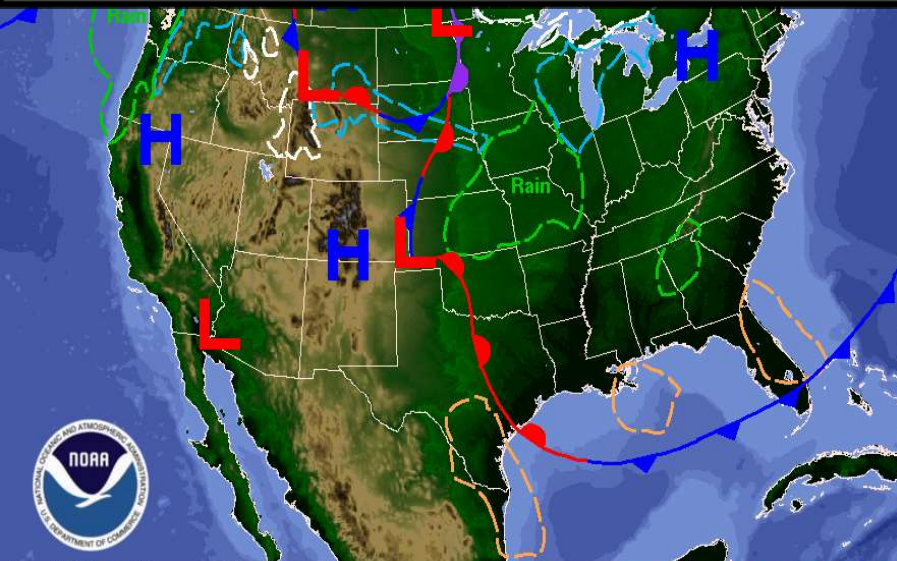 Rain
H
L
L
H
H
Rain
L
H
L
NOAA
NATIONAL OCEANIC AND ATMOSPHERIC ADMINISTRATION
U.S. DEPARTMENT OF COMMERCE